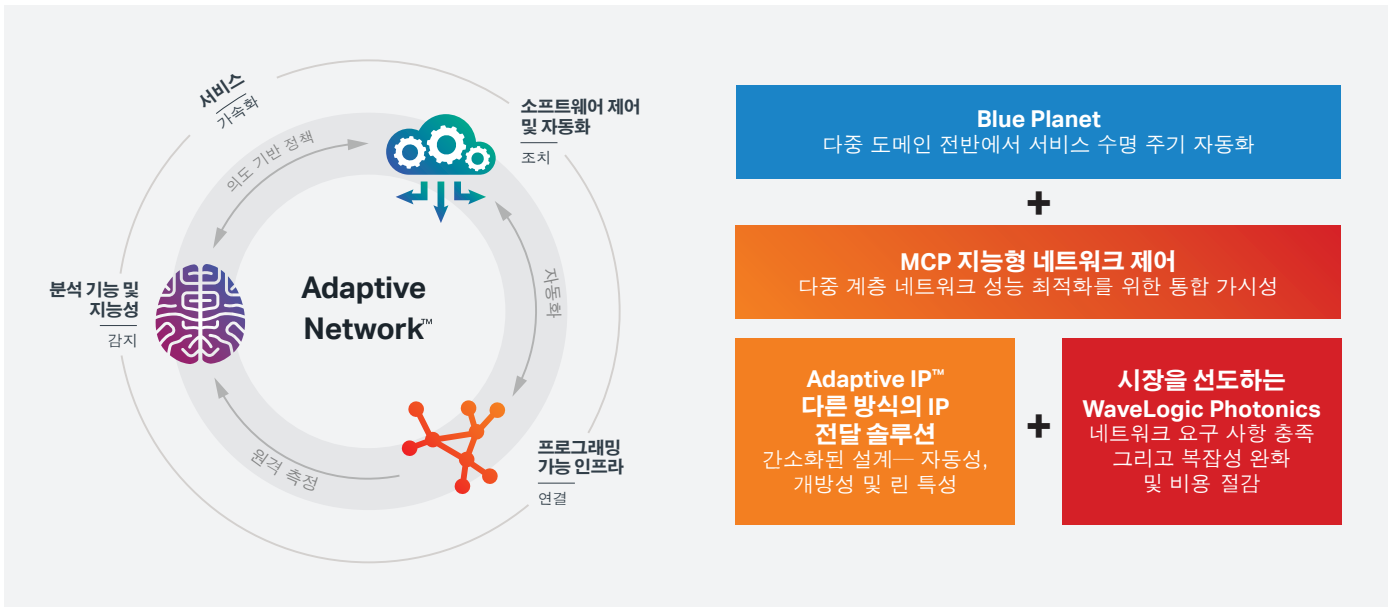 서비스
가속화
소프트웨어 제어
및 자동화
조치
의도 기반 정책
분석 기능 및
지능성
감지
Adaptive
Network™
자동화
원격 측정
프로그래밍
가능 인프라
연결
Blue Planet
다중 도메인 전반에서 서비스 수명 주기 자동화
+
MCP 지능형 네트워크 제어
다중 계층 네트워크 성능 최적화를 위한 통합 가시성
Adaptive IP™
다른 방식의 IP
전달 솔루션
간소화된 설계— 자동성,
개방성 및 린 특성
+
시장을 선도하는
WaveLogic Photonics
네트워크 요구 사항 충족
그리고 복잡성 완화
및 비용 절감